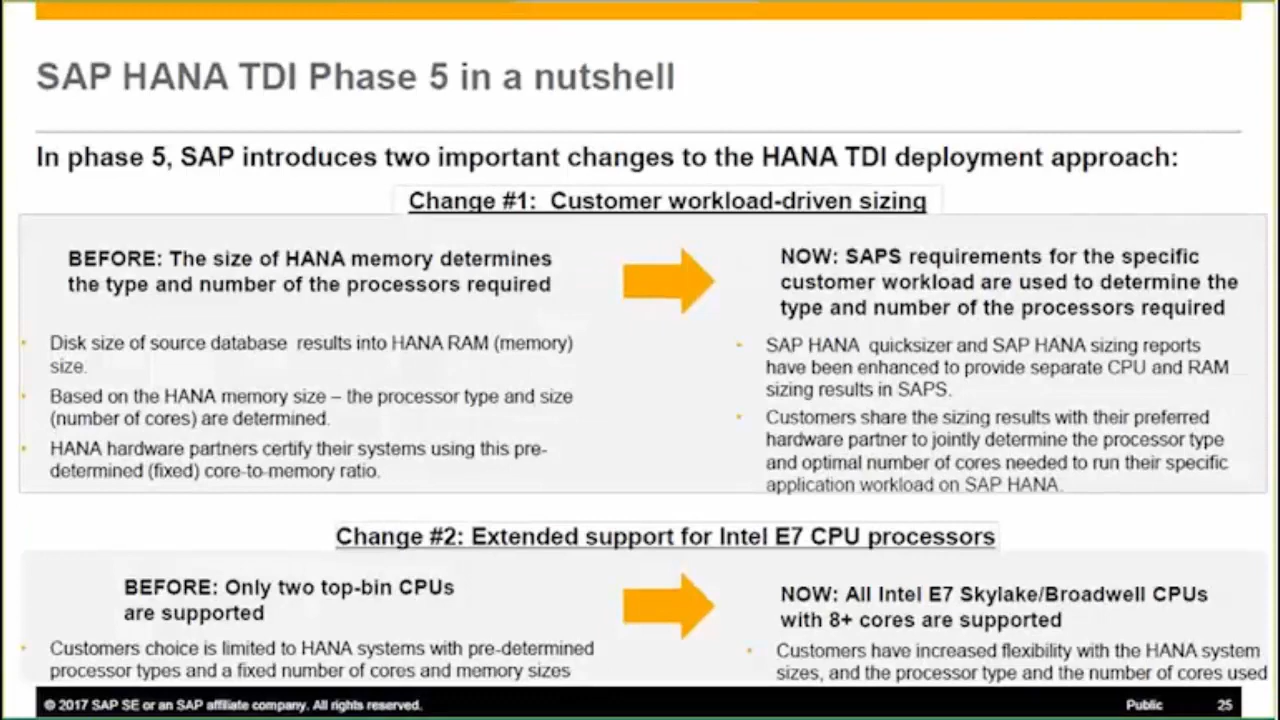 SAP HANA TDI Phase 5 in a nutshell
In phase 5, SAP introduces two important changes to the HANA TDI deployment approach:
Change #1: Customer workload-driven sizing
BEFORE: The size of HANA memory determines
the type and number of the processors required
• Disk size of source database results into HANA RAM (memory)
size.
• Based on the HANA memory size – the processor type and size
(number of cores) are determined.
• HANA hardware partners certify their systems using this pre-
determined (fixed) core-to-memory ratio.
NOW: SAPS requirements for the specific
customer workload are used to determine the
type and number of the processors required
• SAP HANA quicksizer and SAP HANA sizing reports
have been enhanced to provide separate CPU and RAM
sizing results in SAPS.
• Customers share the sizing results with their preferred
hardware partner to jointly determine the processor type
and optimal number of cores needed to run their specific
application workload on SAP HANA.
Change #2: Extended support for Intel E7 CPU processors
BEFORE: Only two top-bin CPUs
are supported
• Customers choice is limited to HANA systems with pre-determined
processor types and a fixed number of cores and memory sizes
NOW: All Intel E7 Skylake/Broadwell CPUs
with 8+ cores are supported
• Customers have increased flexibility with the HANA system
sizes, and the processor type and the number of cores used
© 2017 SAP SE or an SAP affiliate company. All rights reserved.
Public
25